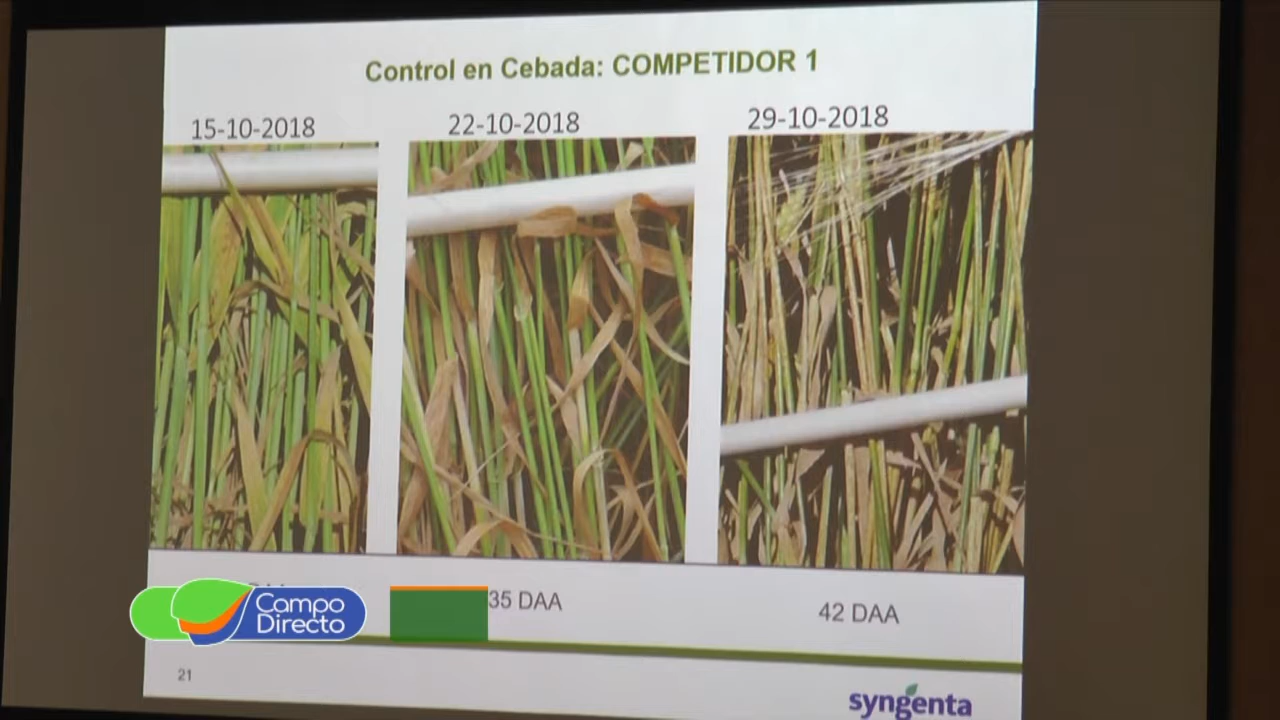 Control en Cebada: COMPETIDOR 1
15-10-2018
22-10-2018
29-10-2018
35 DAA
42 DAA
Campo
Directo
21
syngenta